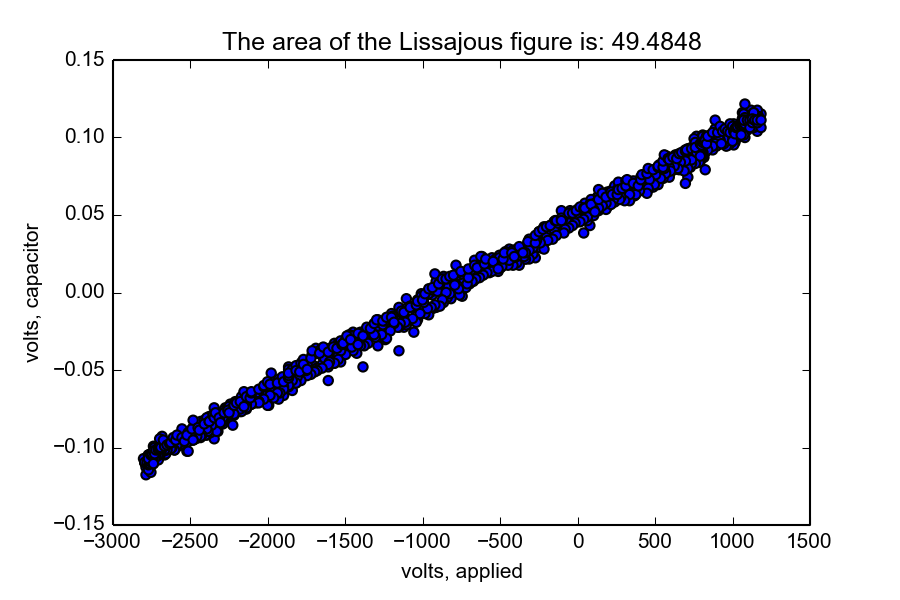 The area of the Lissajous figure is: 49.4848
0.15
0.10
0.05
0.00
−0.05
−0.10
−0.15
volts, capacitor
−3000 −2500 −2000 −1500 −1000 −500 0 500 1000 1500
volts, applied